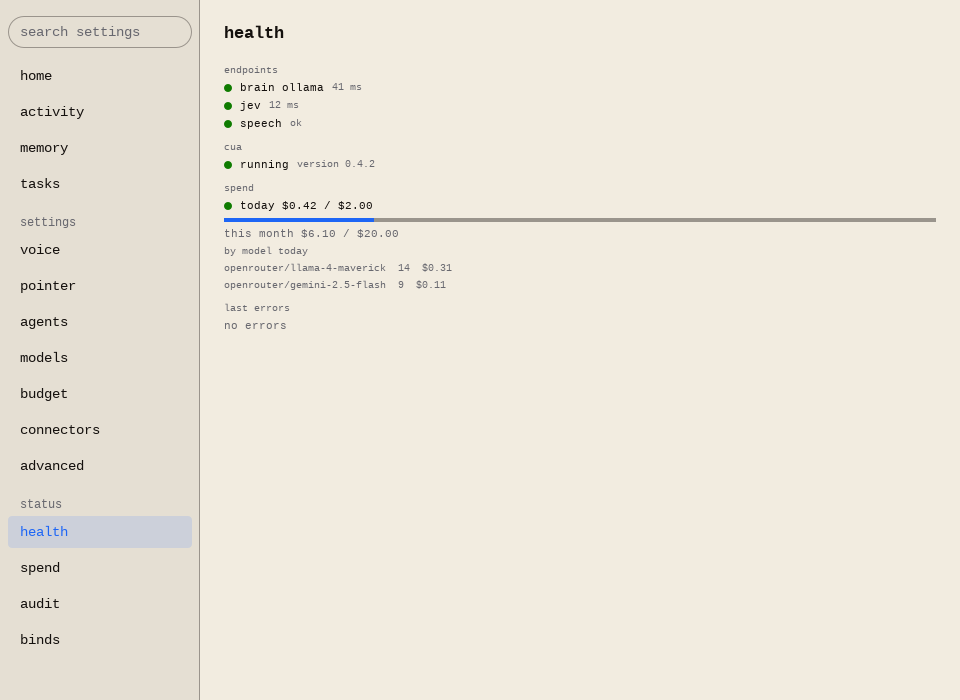 search settings
home
activity
memory
tasks
settings
voice
pointer
agents
models
budget
connectors
advanced
status
health
spend
audit
binds
health
endpoints
brain ollama 41 ms
jev 12 ms
speech ok
cua
running version 0.4.2
spend
today $0.42 / $2.00
this month $6.10 / $20.00
by model today
openrouter/llama-4-maverick 14 $0.31
openrouter/gemini-2.5-flash 9 $0.11
last errors
no errors